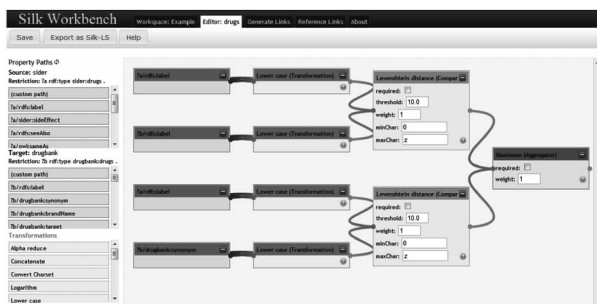 Silk Workbench
Workspace: Example Editor: drugs Generate Links Reference Links About
Save Export as Silk-LS Help
Property Paths
Source: sider
Restriction: ?a rdf:type sider:drugs .
(custom path)
?a/rdfs:label
?a/sider:sideEffect
?a/rdfs:seeAlso
?a/owl:sameAs
Target: drugbank
Restriction: ?b rdf:type drugbank:drugs .
(custom path)
?b/rdfs:label
?b/drugbank:synonym
?b/drugbank:brandName
?b/drugbank:target
Transformations
Alpha reduce
Concatenate
Convert Charset
Logarithm
Lower case
?a/rdfs:label
Lower case (Transformation)
?b/rdfs:label
Lower case (Transformation)
Levenshtein distance (Compar
required:
threshold: 10.0
weight: 1
minChar: 0
maxChar: z
?a/rdfs:label
Lower case (Transformation)
?b/drugbank:synonym
Lower case (Transformation)
Levenshtein distance (Compar
required:
threshold: 10.0
weight: 1
minChar: 0
maxChar: z
Maximum (Aggregator)
required:
weight: 1